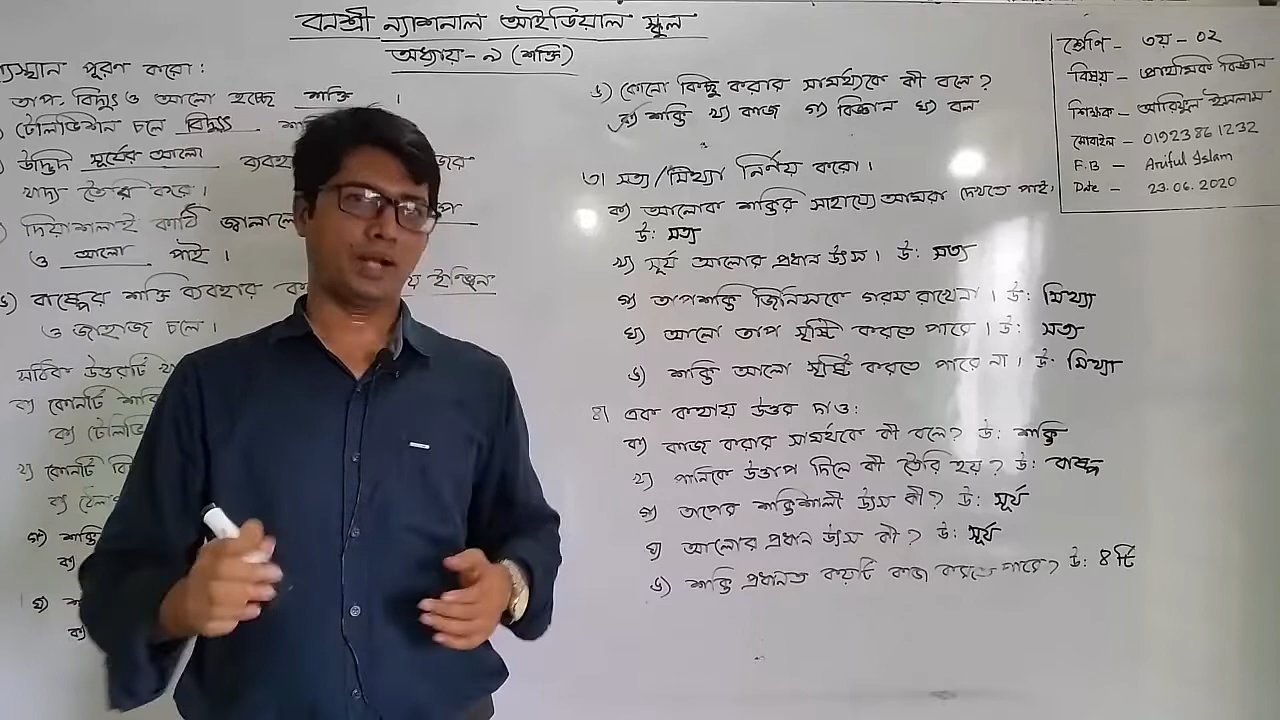 বনশ্রী ন্যাশনাল আইডিয়াল স্কুল
অধ্যায়- ৯ (শক্তি)
পূরণ করো :
তাপ, বিদ্যুৎ ও আলো হচ্ছে শক্তি ।
টেলিভিশন চলে বিদ্যুৎ
উদ্ভিদ সূর্যের আলো
খাদ্য তৈরি করে ।
দিয়াশলাই কাঠি জ্বালালে
ও আলো পাই ।
ঙ) বাষ্পের শক্তি ব্যবহার ইঞ্জিন
ও জাহাজ চলে ।
সঠিক উত্তরটি
ক) কোনটি
খ) কোনটি
গ) শক্তি
ক)
ঘ)
ক)
ঙ) কোনো কিছু করার সামর্থ্যকে কী বলে ?
ক) শক্তি খ) কাজ গ) বিজ্ঞান ঘ) বল
৩। সত্য/মিথ্যা নির্ণয় করো ।
ক) আলোক শক্তির সাহায্যে আমরা দেখতে পাই।
উ: সত্য
খ) সূর্য আলোর প্রধান উৎস । উ: সত্য
গ) তাপশক্তি জিনিসকে গরম রাখেনা । উ: মিথ্যা
ঘ) আলো তাপ সৃষ্টি করতে পারে । উ: সত্য
ঙ) শক্তি আলো সৃষ্টি করতে পারে না । উ: মিথ্যা
৪। এক কথায় উত্তর দাও:
ক) কাজ করার সামর্থকে কী বলে? উ: শক্তি
খ) পানিকে উত্তাপ দিলে কী তৈরি হয় ? উ: বাষ্প
গ) তাপের শক্তিশালী উৎস কী? উ: সূর্য
ঘ) আলোর প্রধান উৎস কী ? উ: সূর্য
ঙ) শক্তি প্রধানত কয়টি কাজ করতে পারে? উ: ৪ টি
শ্রেণি - ৩য় - ০২
বিষয় - প্রাথমিক বিজ্ঞান
শিক্ষক - আরিফুল ইসলাম
মোবাইল - 01923861232
F.B - Ariful Islam
Date - 23.06.2020